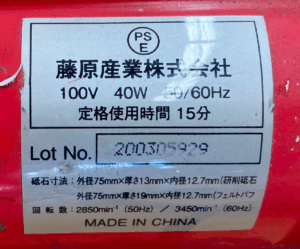 PS
E
藤原産業株式会社
100V 40W 50/60Hz
定格使用時間 15分
Lot No. 200305929
砥石寸法：外径75mm×厚さ13mm×内径12.7mm(研削砥石
外径75mm×厚さ19mm×内径12.7mm(フェルトバフ
回転数：2850min⁻¹ (50Hz) ／ 3450min⁻¹ (60Hz)
MADE IN CHINA